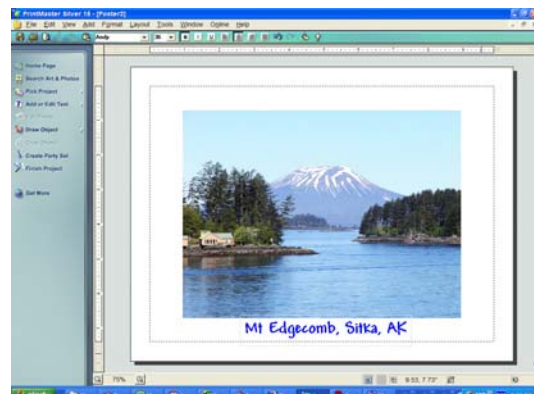 PrintMaster Silver 16 - [Poster2]
File Edit View Add Format Layout Tools Window Online Help
Andy 36
Home Page
Search Art & Photos
Pick Project
Add or Edit Text
Draw Object
Create Party Set
Finish Project
Get More
Mt Edgecomb, Sitka, AK
75%